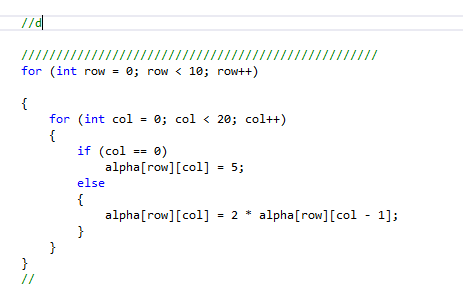 //d
///////////////////////////////////////////////////
for (int row = 0; row < 10; row++)
{
for (int col = 0; col < 20; col++)
{
if (col == 0)
alpha[row][col] = 5;
else
{
alpha[row][col] = 2 * alpha[row][col - 1];
}
}
}
//